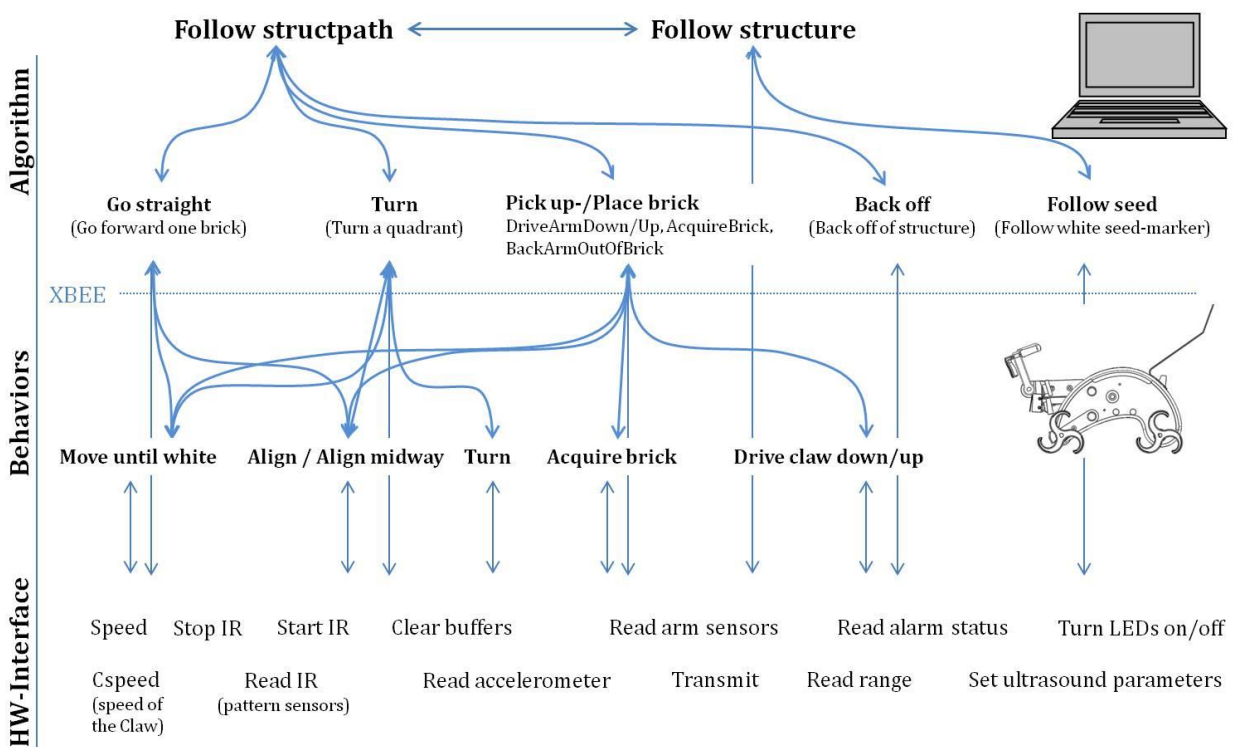 Follow structpath
Follow structure
Algorithm
Go straight
(Go forward one brick)
Turn
(Turn a quadrant)
Pick up-/Place brick
DriveArmDown/Up, AcquireBrick,
BackArmOutOfBrick
Back off
(Back off of structure)
Follow seed
(Follow white seed-marker)
XBEE
Behaviors
Move until white
Align / Align midway
Turn
Acquire brick
Drive claw down/up
HW-Interface
Speed
Stop IR
Start IR
Clear buffers
Read arm sensors
Read alarm status
Turn LEDs on/off
Cspeed
(speed of
the Claw)
Read IR
(pattern sensors)
Read accelerometer
Transmit
Read range
Set ultrasound parameters